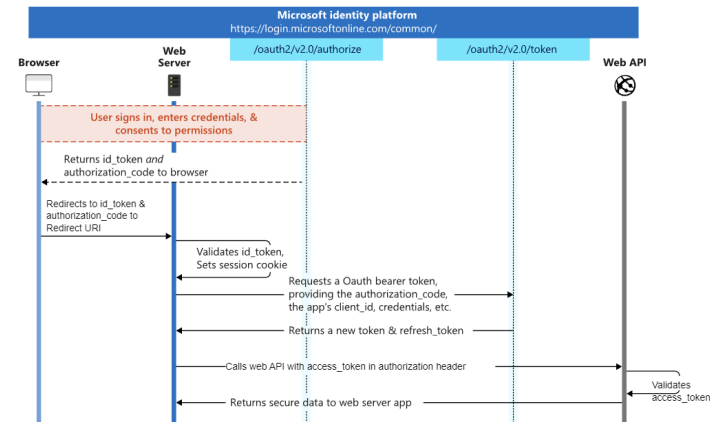 Microsoft identity platform
https://login.microsoftonline.com/common/
/oauth2/v2.0/authorize
/oauth2/v2.0/token
Browser
Web
Server
Web API
User signs in, enters credentials, &
consents to permissions
Returns id_token and
authorization_code to browser
Redirects to id_token &
authorization_code to
Redirect URI
Validates id_token,
Sets session cookie
Requests a Oauth bearer token,
providing the authorization_code,
the app's client_id, credentials, etc.
Returns a new token & refresh_token
Calls web API with access_token in authorization header
Validates
access_token
Returns secure data to web server app